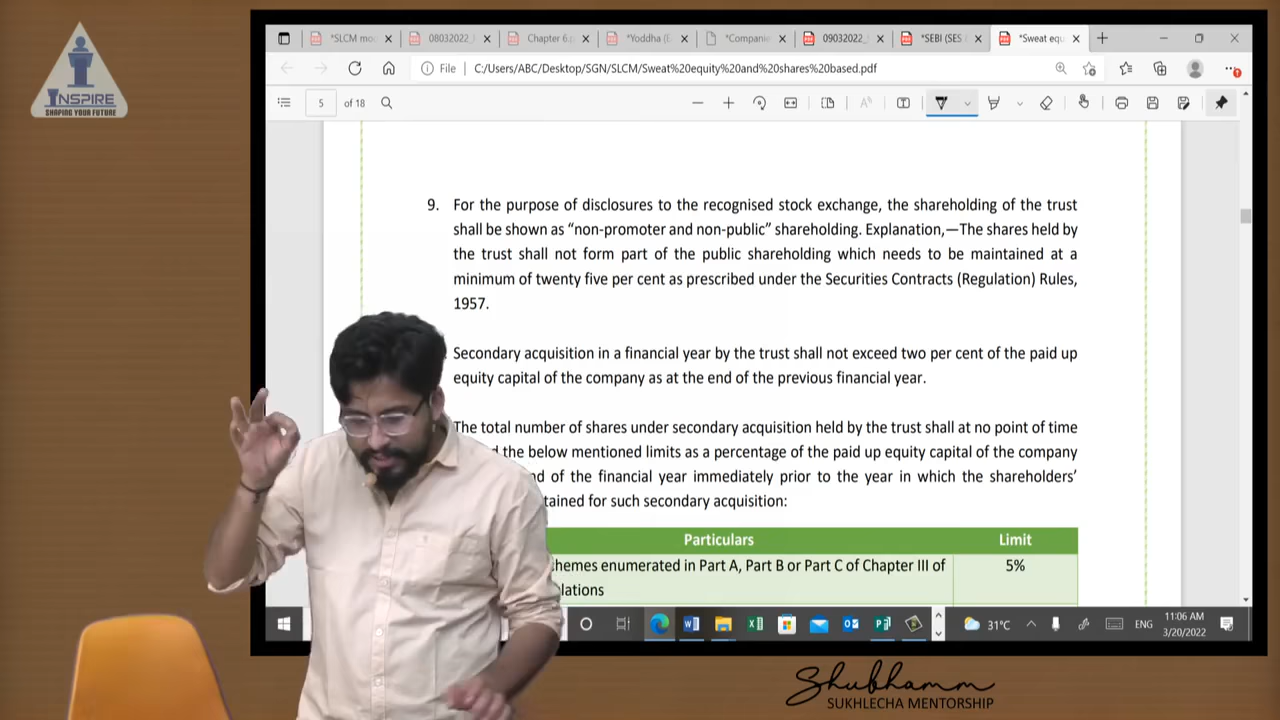 INSPIRE
SHAPING YOUR FUTURE
*SLCM mo
08032022_
Chapter 6.p
*Yoddha (E
*Companie
09032022_
*SEBI (SES
*Sweat equ
File C:/Users/ABC/Desktop/SGN/SLCM/Sweat%20equity%20and%20shares%20based.pdf
5 of 18
9. For the purpose of disclosures to the recognised stock exchange, the shareholding of the trust
shall be shown as “non-promoter and non-public” shareholding. Explanation,—The shares held by
the trust shall not form part of the public shareholding which needs to be maintained at a
minimum of twenty five per cent as prescribed under the Securities Contracts (Regulation) Rules,
1957.
Secondary acquisition in a financial year by the trust shall not exceed two per cent of the paid up
equity capital of the company as at the end of the previous financial year.
The total number of shares under secondary acquisition held by the trust shall at no point of time
the below mentioned limits as a percentage of the paid up equity capital of the company
of the financial year immediately prior to the year in which the shareholders’
tained for such secondary acquisition:
Particulars Limit
hemes enumerated in Part A, Part B or Part C of Chapter III of 5%
lations
31°C ENG 11:06 AM
3/20/2022
Shubhamm
SUKHLECHA MENTORSHIP